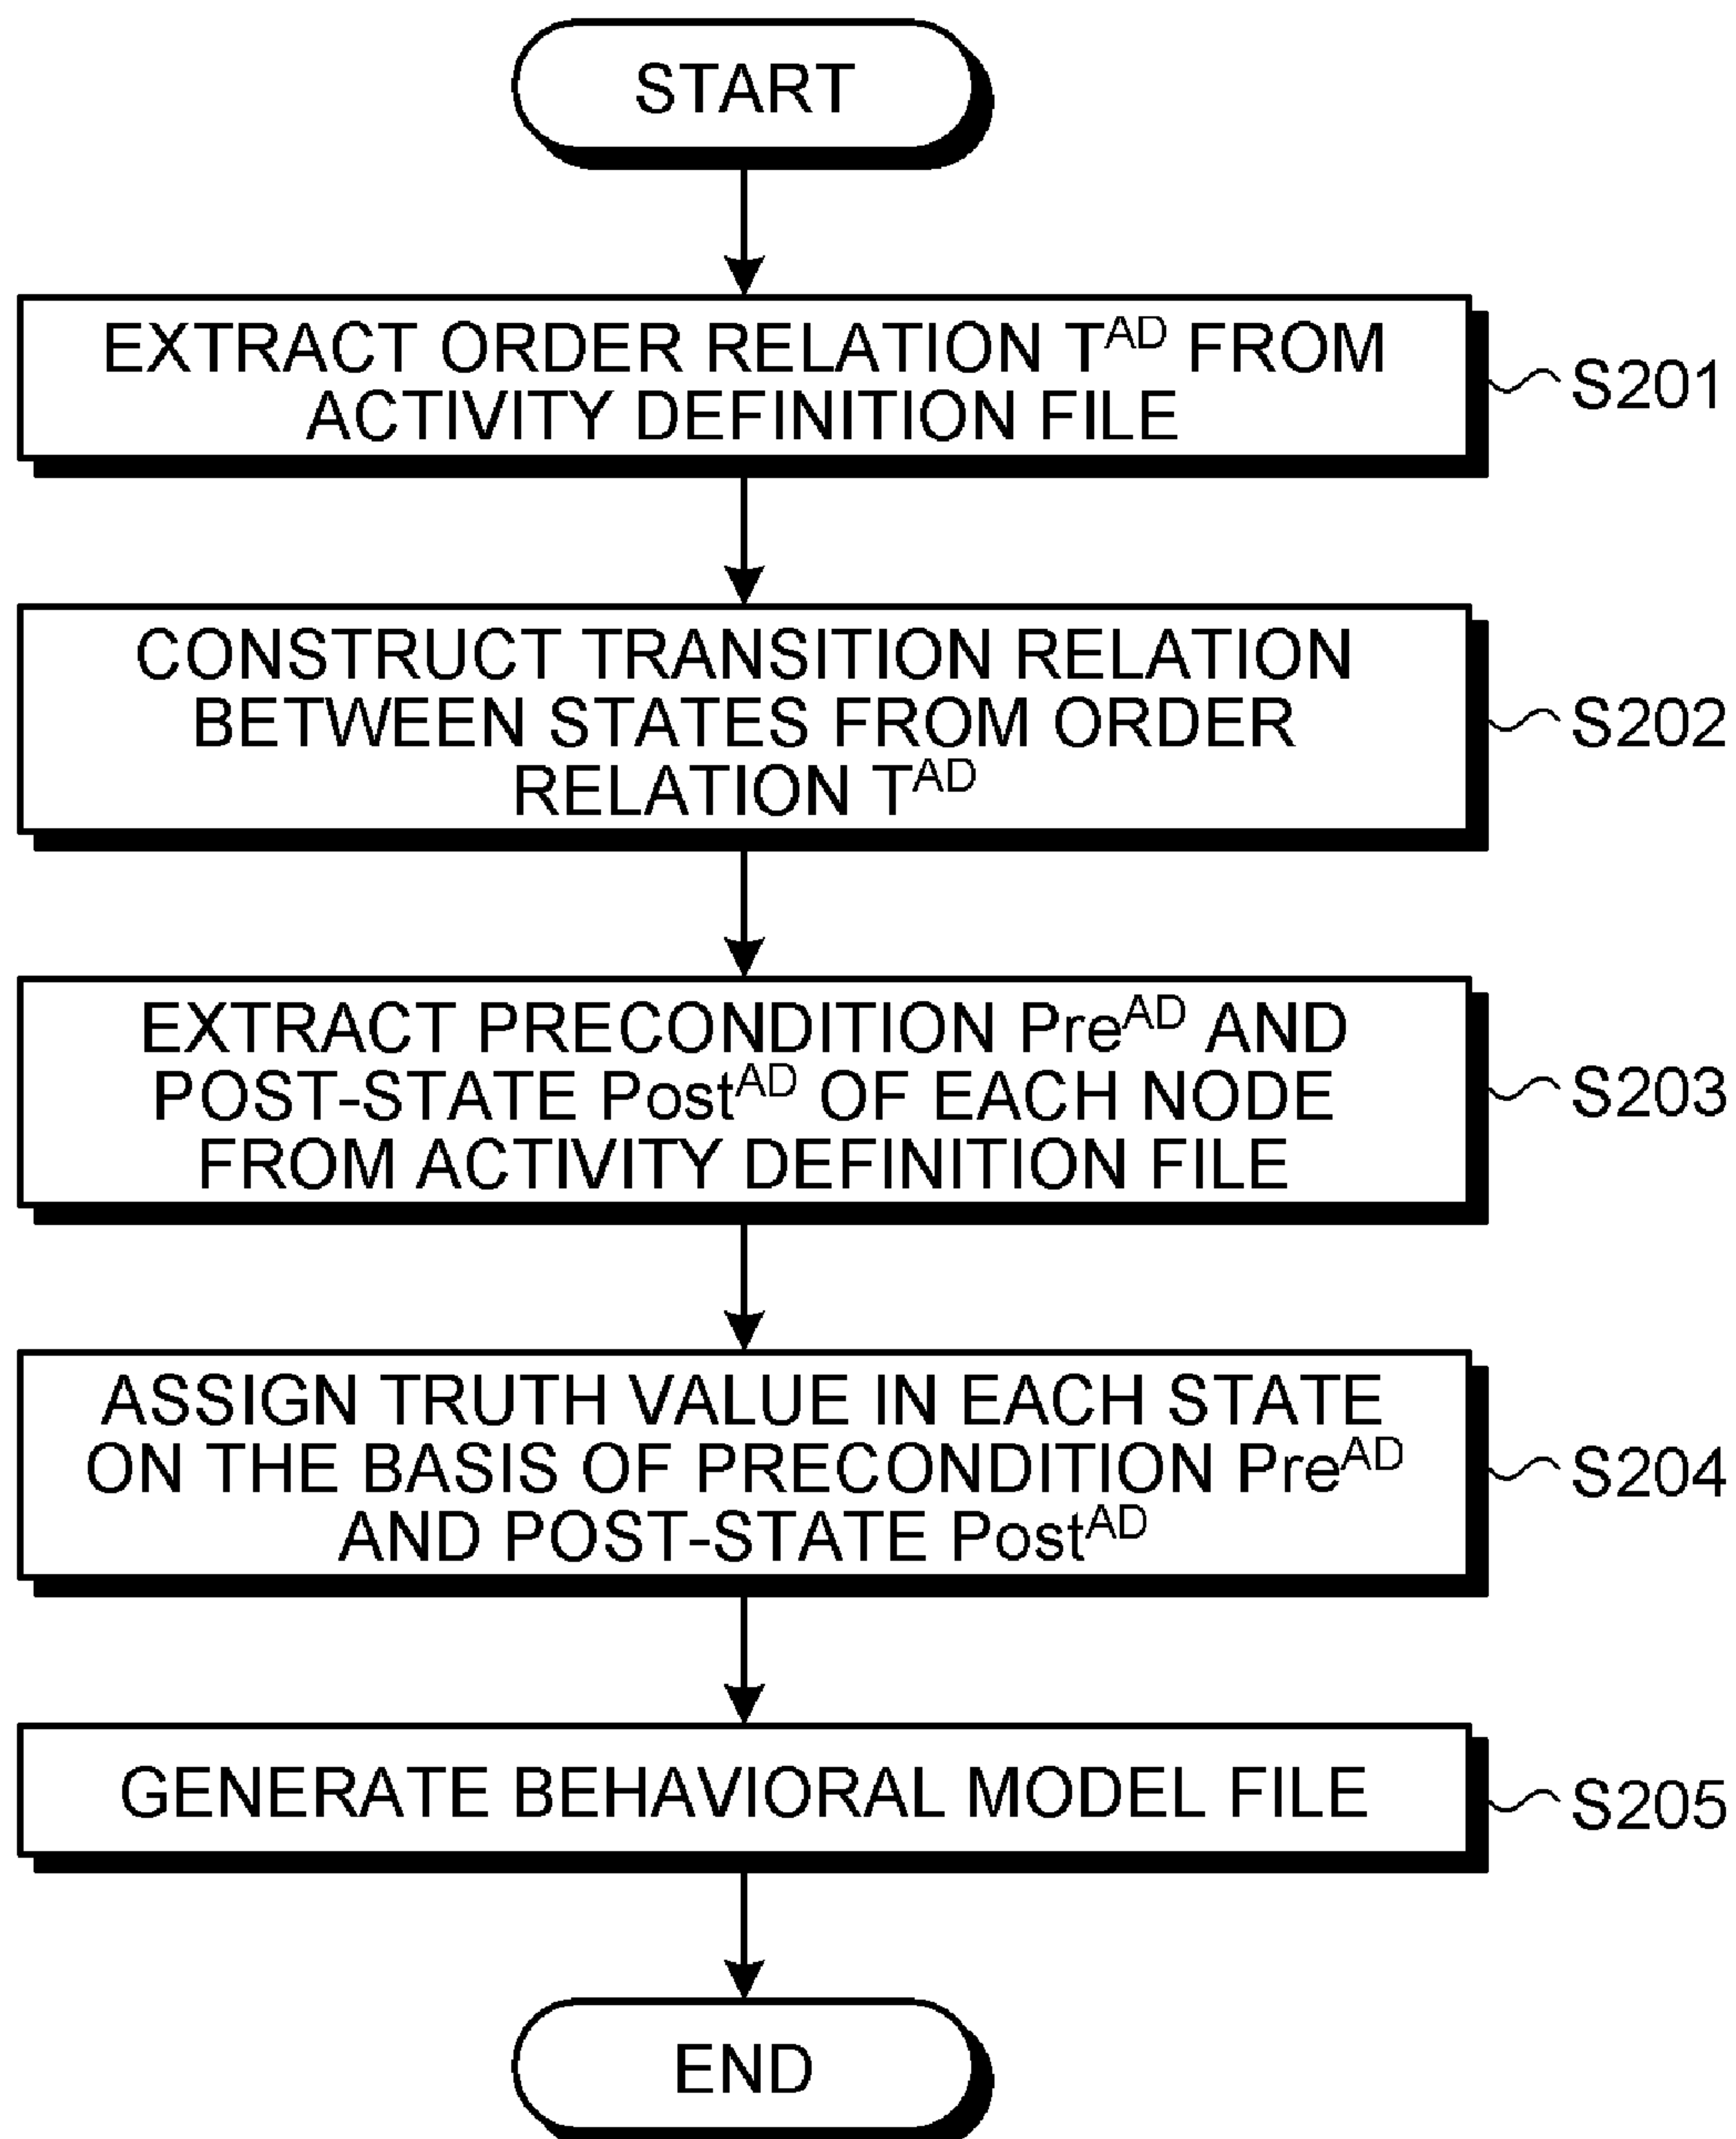 START
EXTRACT ORDER RELATION T^AD FROM
ACTIVITY DEFINITION FILE
S201
CONSTRUCT TRANSITION RELATION
BETWEEN STATES FROM ORDER
RELATION T^AD
S202
EXTRACT PRECONDITION Pre^AD AND
POST-STATE Post^AD OF EACH NODE
FROM ACTIVITY DEFINITION FILE
S203
ASSIGN TRUTH VALUE IN EACH STATE
ON THE BASIS OF PRECONDITION Pre^AD
AND POST-STATE Post^AD
S204
GENERATE BEHAVIORAL MODEL FILE
S205
END